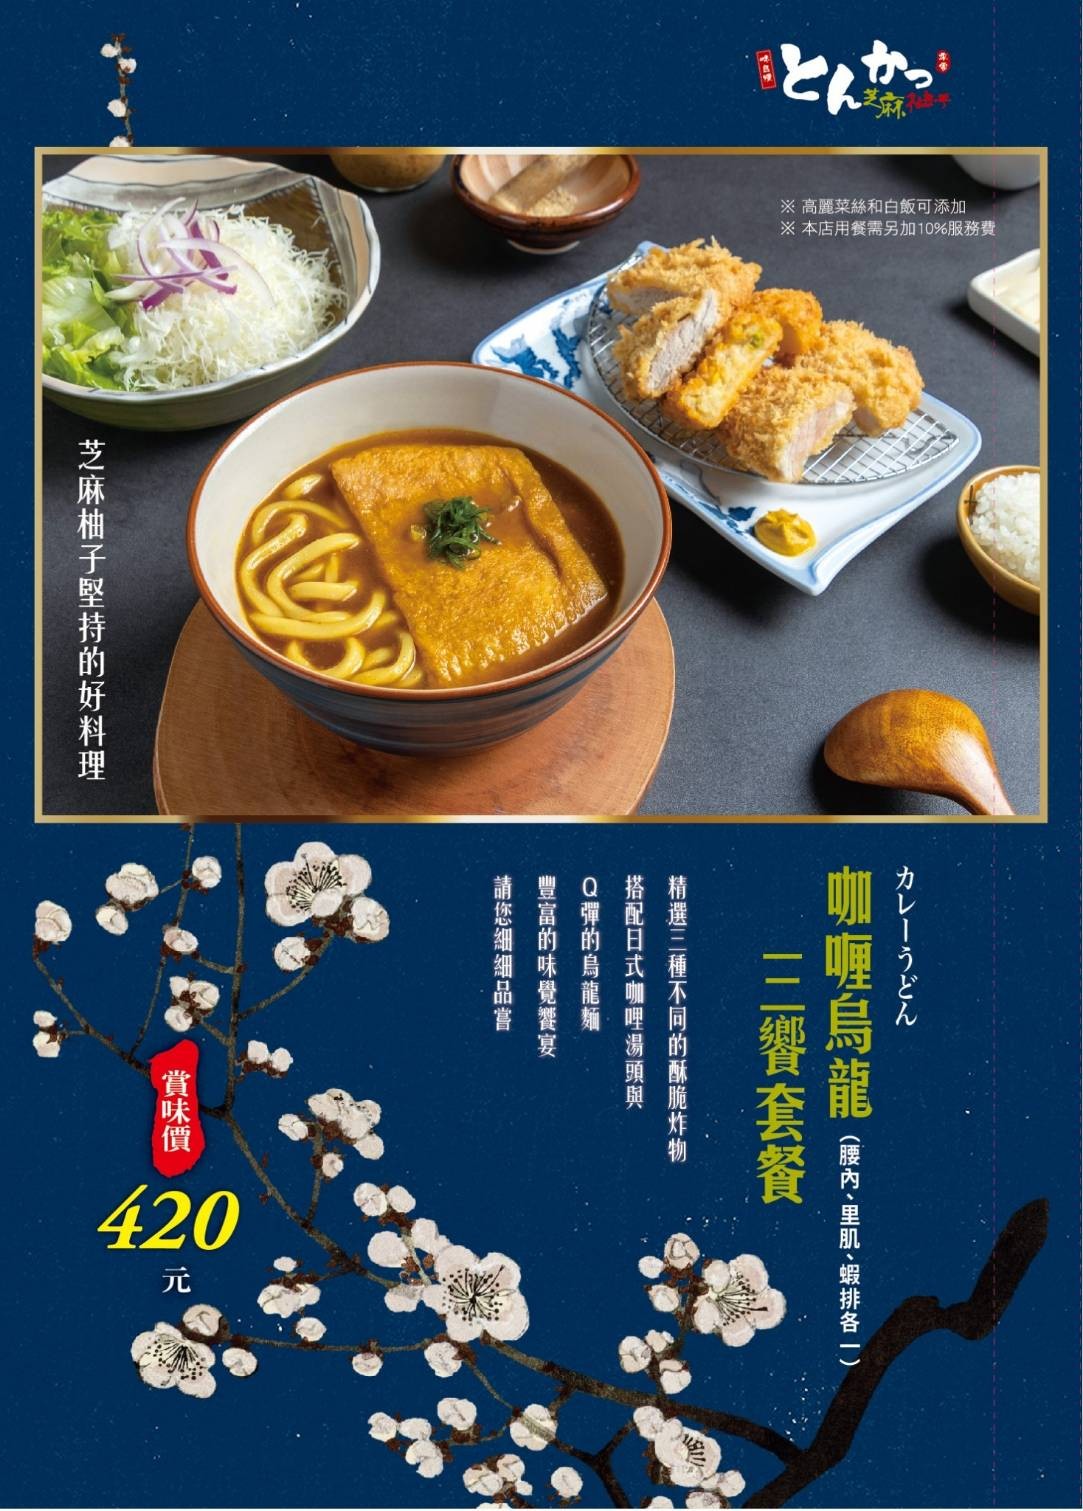 とんかつ
芝麻柚子
※ 高麗菜絲和白飯可添加
※ 本店用餐需另加10%服務費
芝麻柚子堅持的好料理
カレーうどん
咖喱烏龍
三饗套餐
(腰內、里肌、蝦排各一)
精選三種不同的酥脆炸物
搭配日式咖哩湯頭與
Q彈的烏龍麵
豐富的味覺饗宴
請您細細品嘗
賞味價
420
元